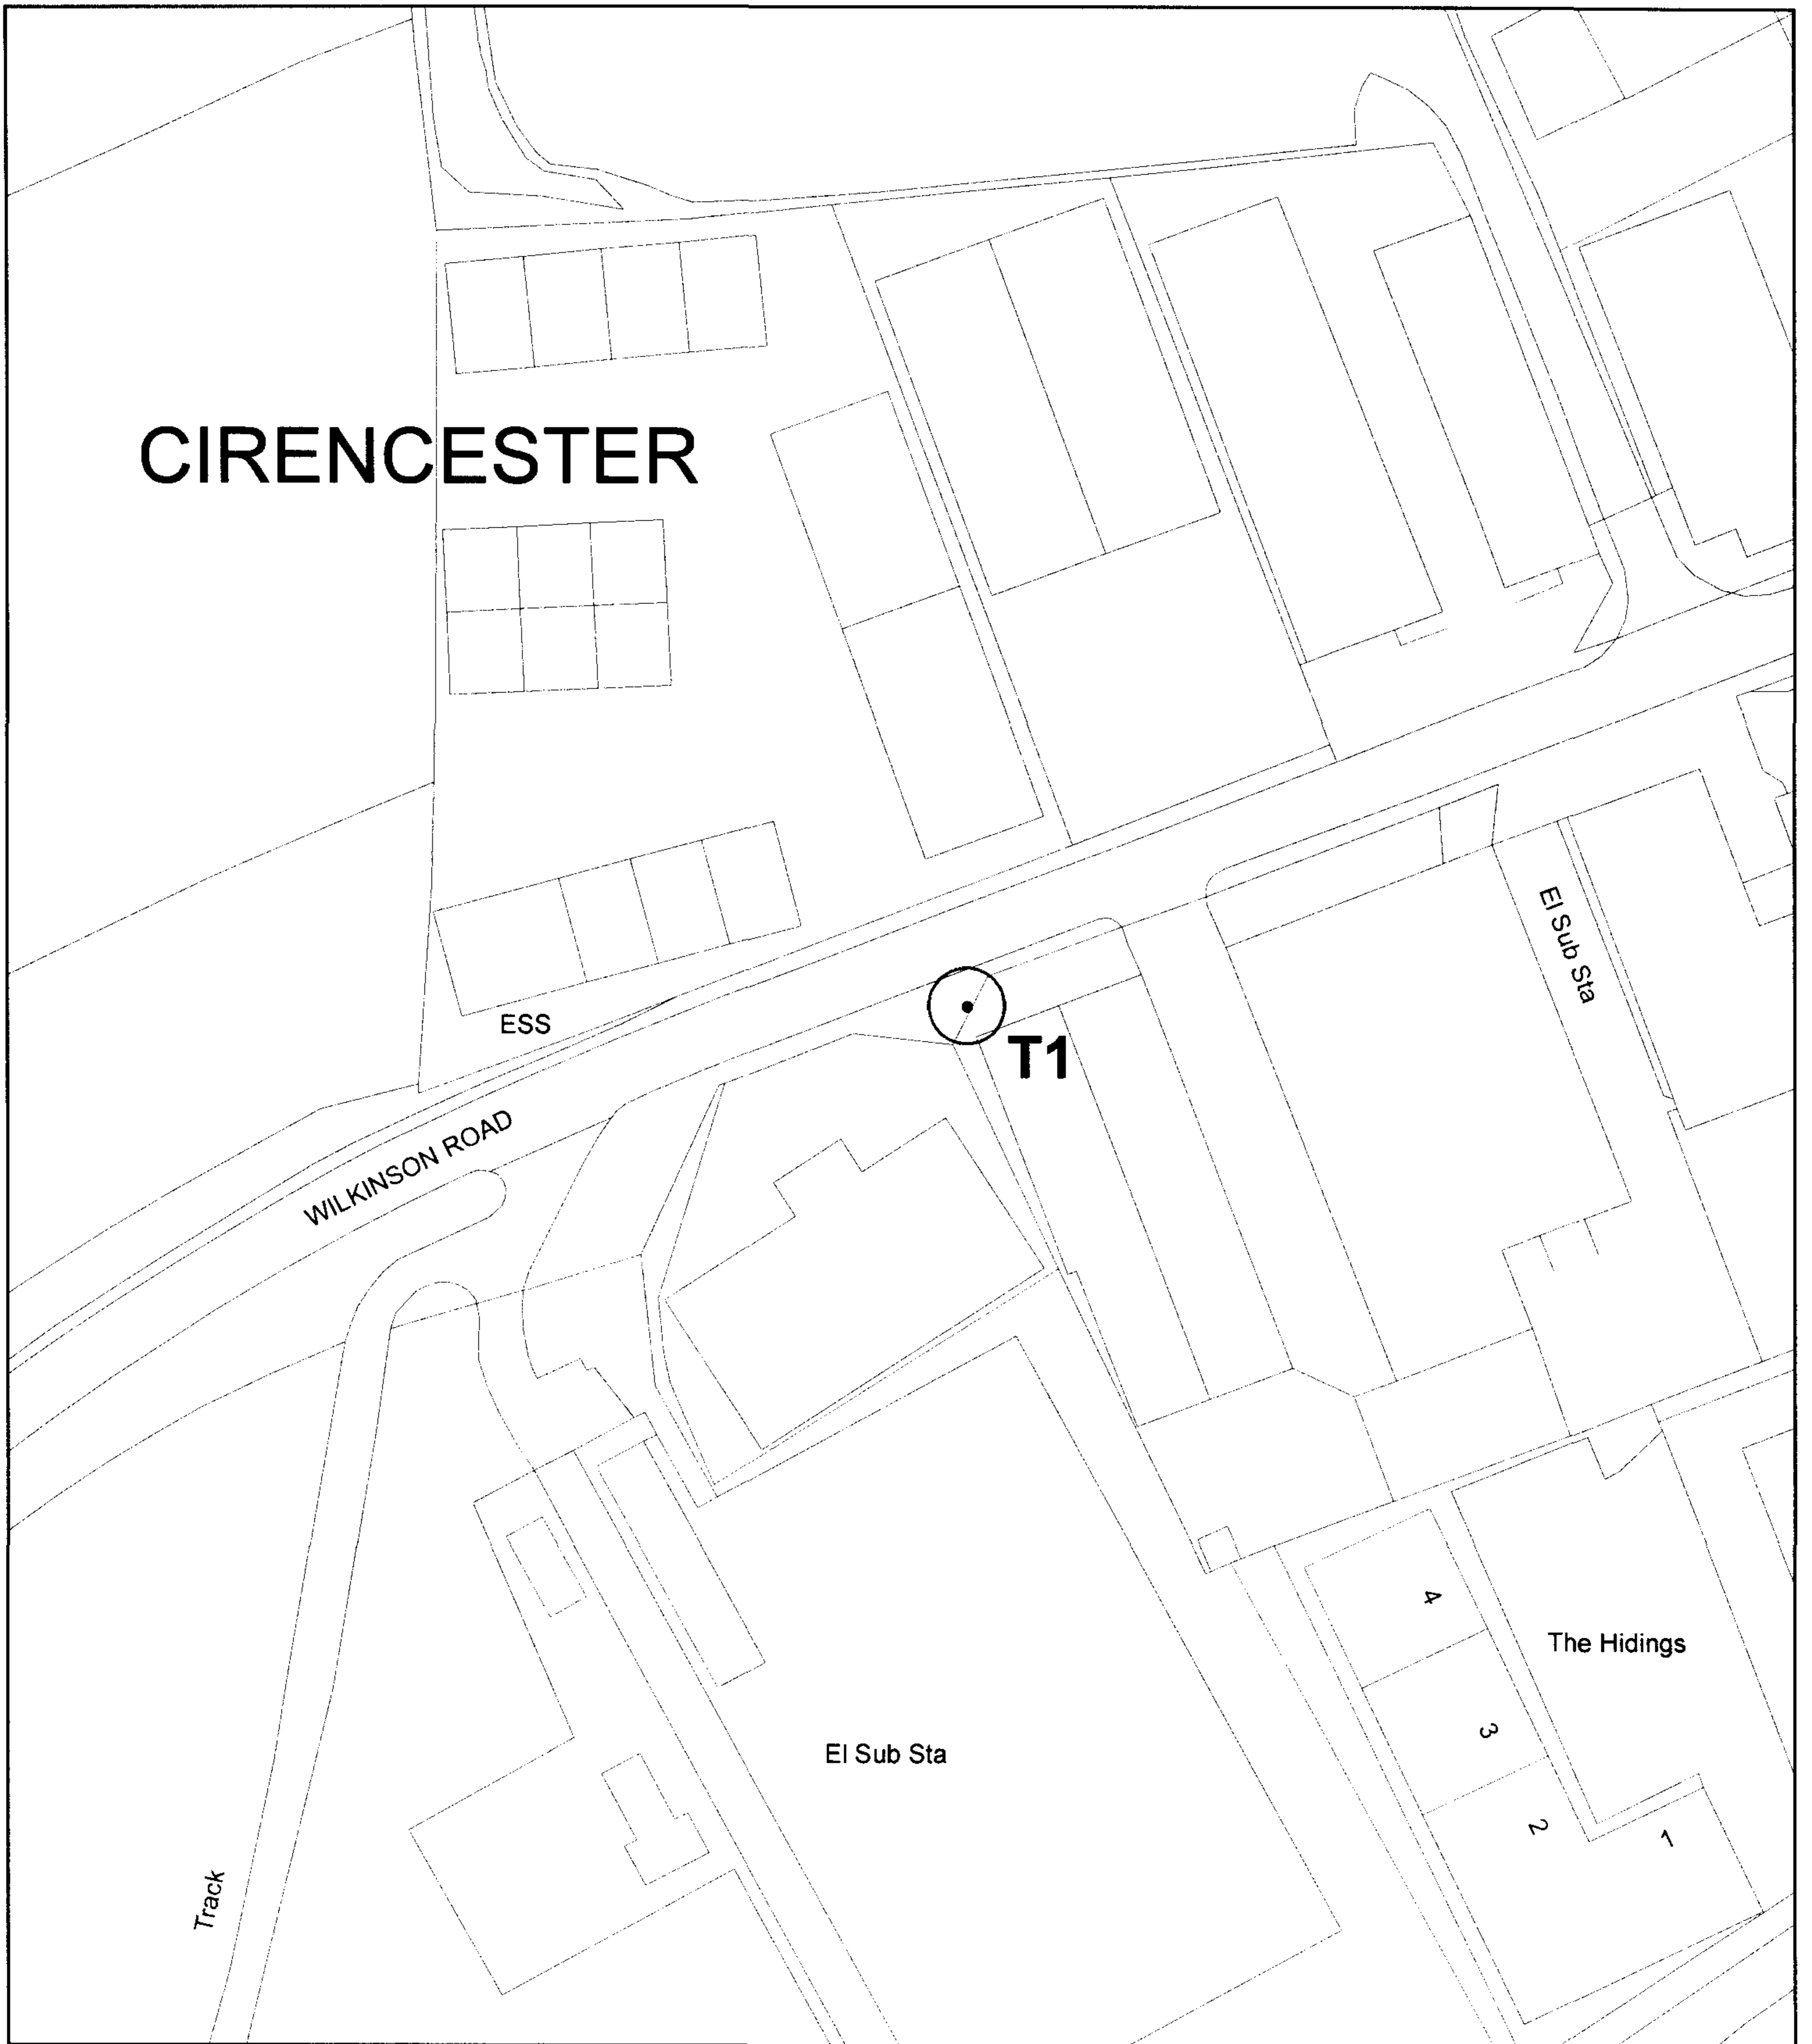 CIRENCESTER
El Sub Sta
ESS
T1
WILKINSON ROAD
4
The Hidings
3
El Sub Sta
2
1
Track